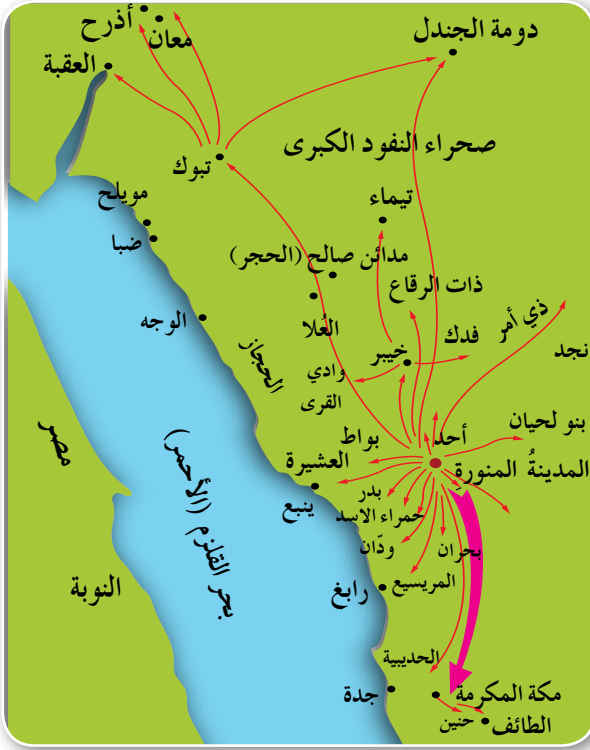 أذرح
معان
دومة الجندل
العقبة
صحراء النفود الكبرى
تبوك
تيماء
مويلح
ضبا
مدائن صالح (الحجر)
ذات الرقاع
العُلا
الوجه
ذي أمر
فدك
نجد
خيبر
وادي
القرى
الحجاز
بنو لحيان
أحد
بواط
المدينةُ المنورةِ
العشيرة
مصر
بدر
ينبع
حمراء الاسد
بحر القلزم (الأحمر)
ودّان
بحران
المريسيع
رابغ
النوبة
الحديبية
مكة المكرمة
جدة
حنين
الطائف